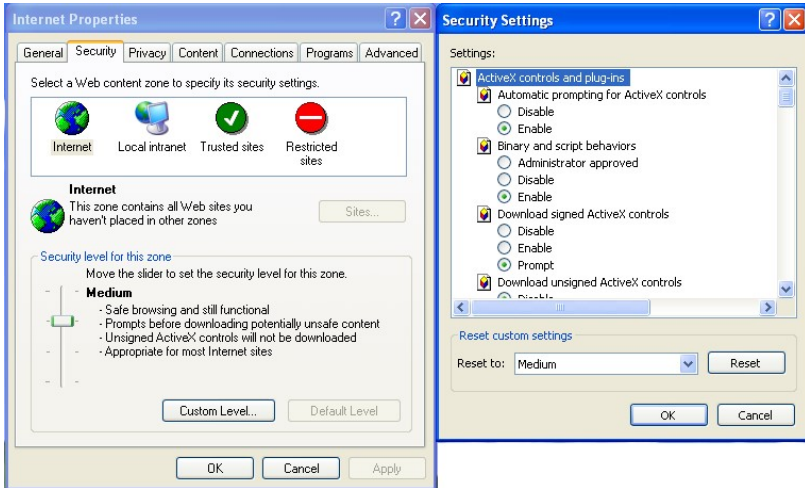 Internet Properties
General Security Privacy Content Connections Programs Advanced
Select a Web content zone to specify its security settings.
Internet Local intranet Trusted sites Restricted sites
Internet
This zone contains all Web sites you
haven't placed in other zones
Sites...
Security level for this zone
Move the slider to set the security level for this zone.
Medium
- Safe browsing and still functional
- Prompts before downloading potentially unsafe content
- Unsigned ActiveX controls will not be downloaded
- Appropriate for most Internet sites
Custom Level... Default Level
OK Cancel Apply
Security Settings
Settings:
ActiveX controls and plug-ins
Automatic prompting for ActiveX controls
Disable
Enable
Binary and script behaviors
Administrator approved
Disable
Enable
Download signed ActiveX controls
Disable
Enable
Prompt
Download unsigned ActiveX controls
Disable
Reset custom settings
Reset to: Medium Reset
OK Cancel